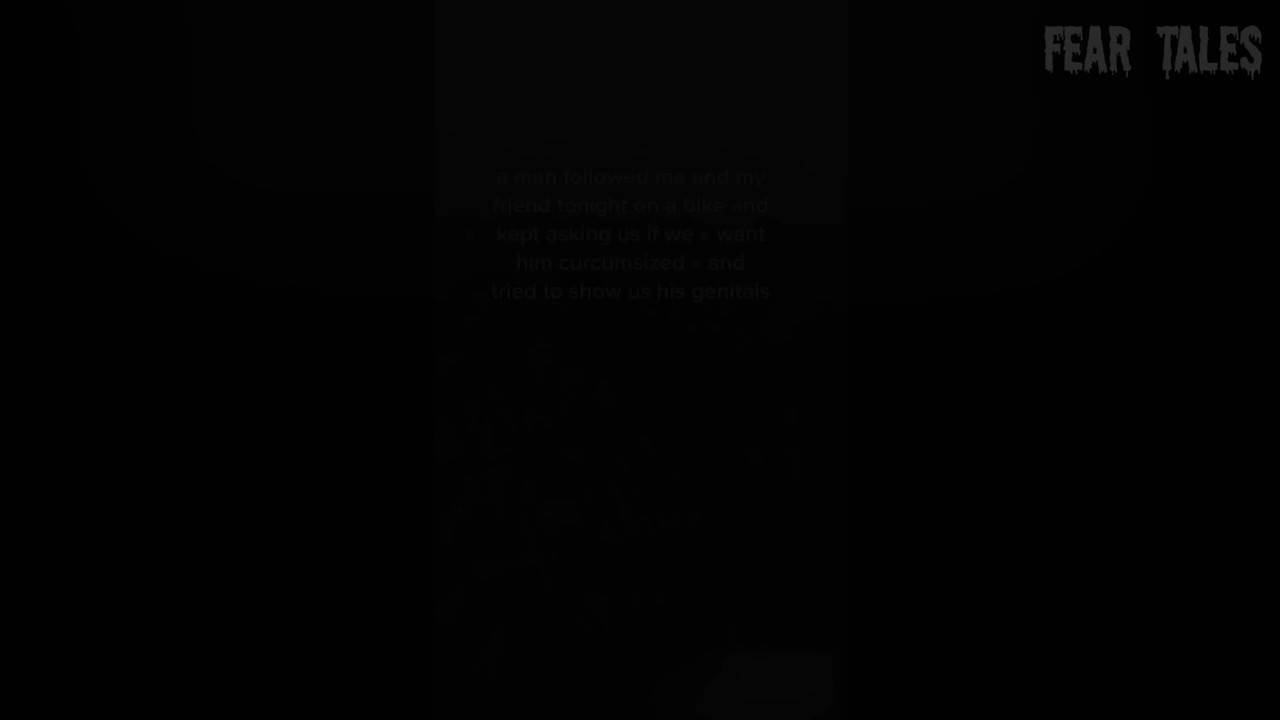 FEAR TALES
a man followed me and my
friend tonight on a bike and
kept asking us if we « want
him curcumsized » and
tried to show us his genitals